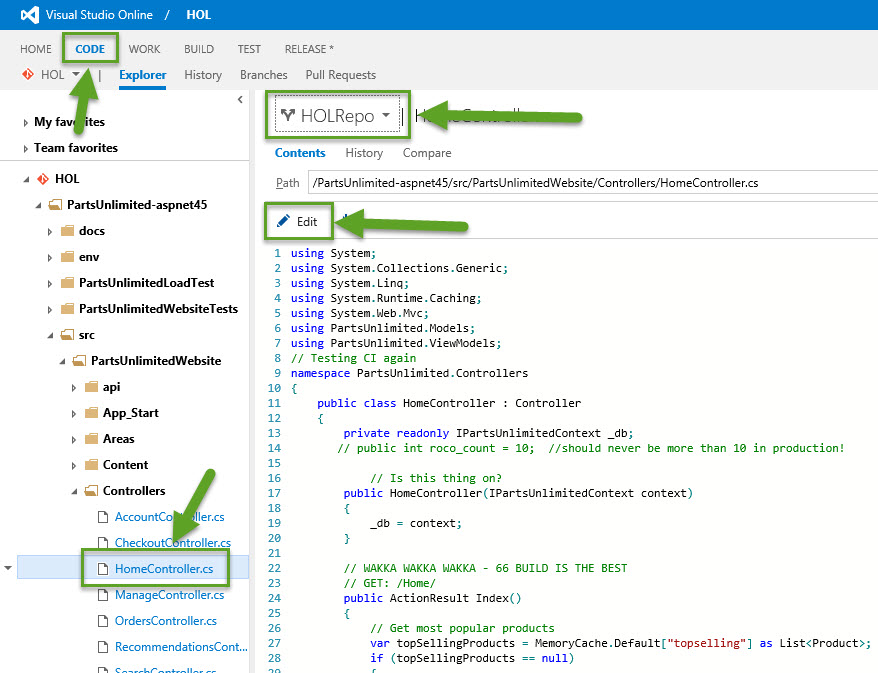 Visual Studio Online / HOL
HOME CODE WORK BUILD TEST RELEASE *
HOL | Explorer History Branches Pull Requests
My favorites
Team favorites
HOL
PartsUnlimited-aspnet45
docs
env
PartsUnlimitedLoadTest
PartsUnlimitedWebsiteTests
src
PartsUnlimitedWebsite
api
App_Start
Areas
Content
Controllers
AccountController.cs
CheckoutController.cs
HomeController.cs
ManageController.cs
OrdersController.cs
RecommendationsCont...
SearchController.cs
HOLRepo | HomeController
Contents History Compare
Path /PartsUnlimited-aspnet45/src/PartsUnlimitedWebsite/Controllers/HomeController.cs
Edit
1 using System;
2 using System.Collections.Generic;
3 using System.Linq;
4 using System.Runtime.Caching;
5 using System.Web.Mvc;
6 using PartsUnlimited.Models;
7 using PartsUnlimited.ViewModels;
8 // Testing CI again
9 namespace PartsUnlimited.Controllers
10 {
11 public class HomeController : Controller
12 {
13 private readonly IPartsUnlimitedContext _db;
14 // public int roco_count = 10; //should never be more than 10 in production!
15
16 // Is this thing on?
17 public HomeController(IPartsUnlimitedContext context)
18 {
19 _db = context;
20 }
21
22 // WAKKA WAKKA WAKKA - 66 BUILD IS THE BEST
23 // GET: /Home/
24 public ActionResult Index()
25 {
26 // Get most popular products
27 var topSellingProducts = MemoryCache.Default["topselling"] as List<Product>;
28 if (topSellingProducts == null)
29 {